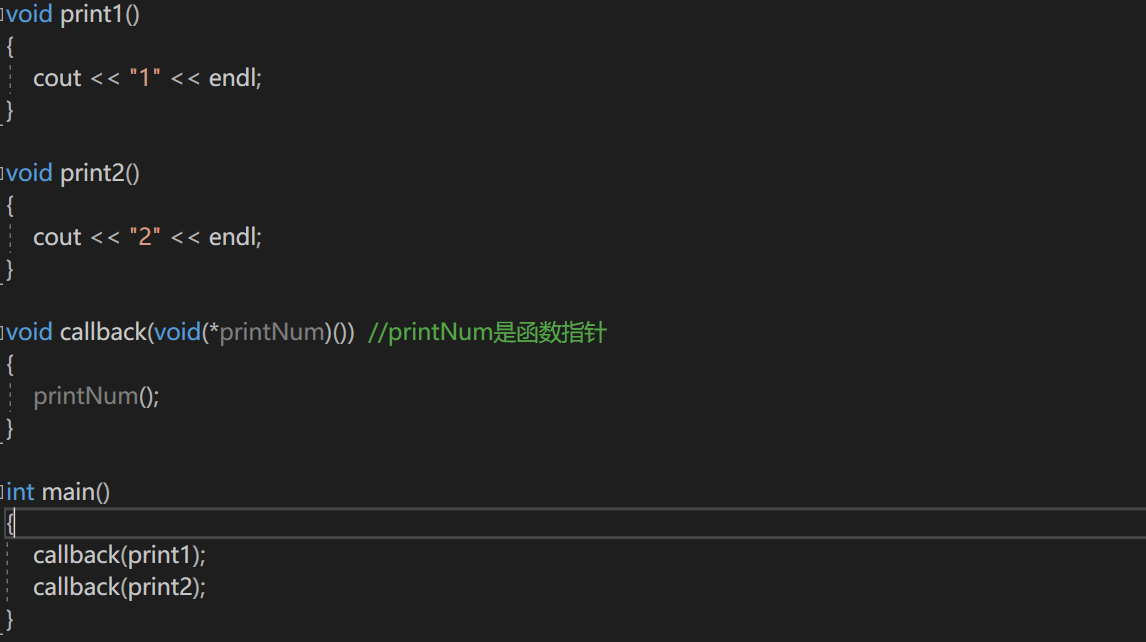 void print1()
{
cout << "1" << endl;
}
void print2()
{
cout << "2" << endl;
}
void callback(void(*printNum)()) //printNum是函数指针
{
printNum();
}
int main()
{
callback(print1);
callback(print2);
}